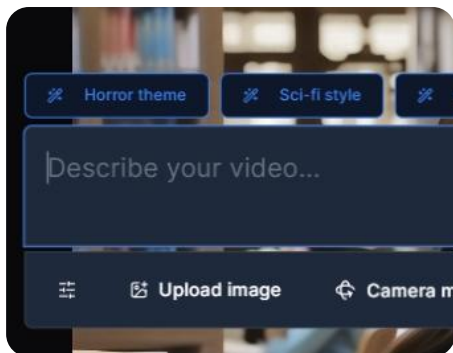 Horror theme Sci-fi style
Describe your video...
Upload image Camera m